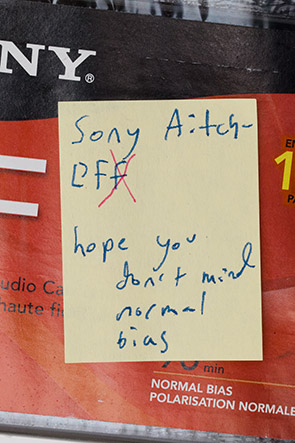 NY®
Sony Aitch-
EFF
hope you
don't mind
normal
bias
udio Ca
haute fi
min
NORMAL BIAS
POLARISATION NORMALE